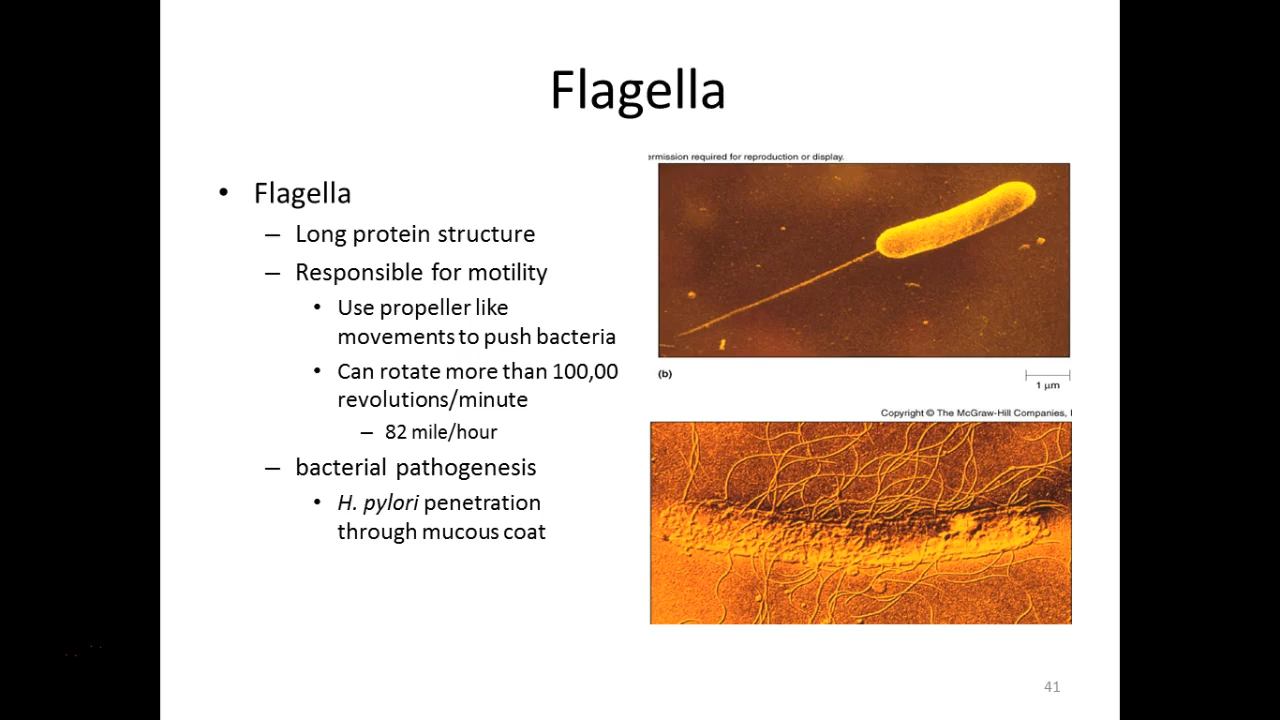 Flagella
• Flagella
– Long protein structure
– Responsible for motility
• Use propeller like
movements to push bacteria
• Can rotate more than 100,00
revolutions/minute
– 82 mile/hour
– bacterial pathogenesis
• H. pylori penetration
through mucous coat
ermission required for reproduction or display.
(b)
1 µm
Copyright © The McGraw-Hill Companies, I
41